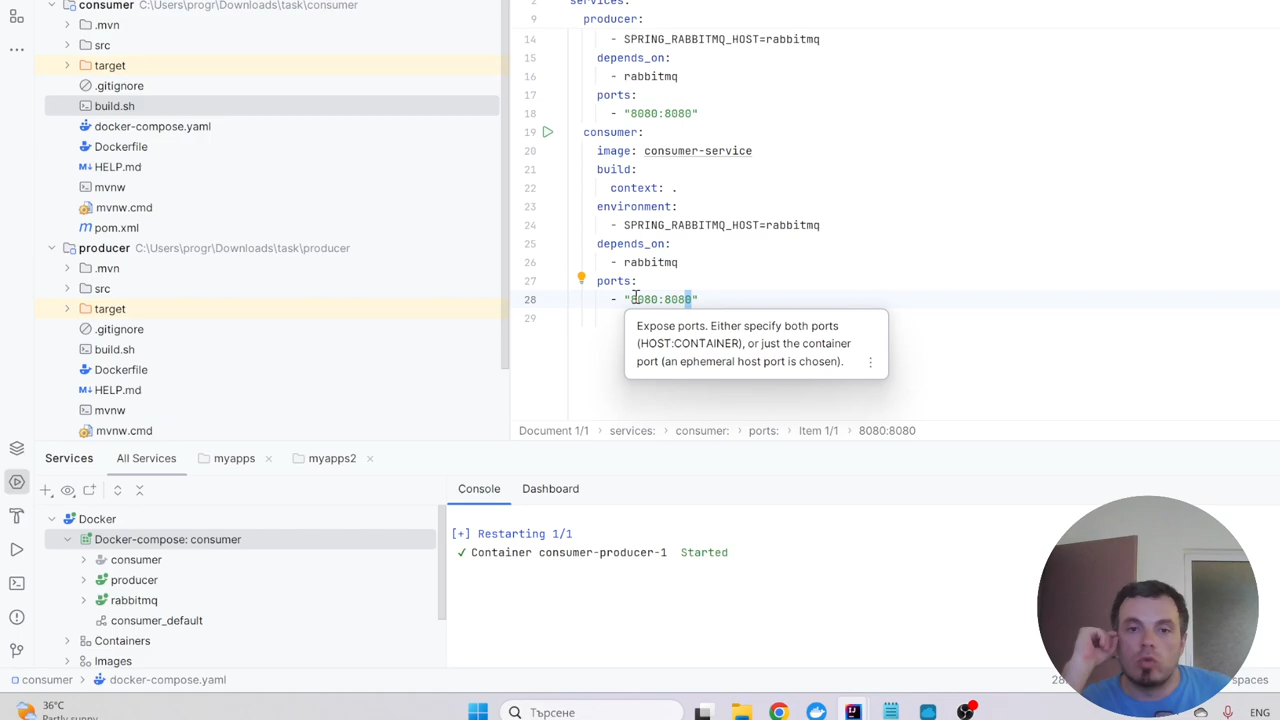 consumer C:\Users\progr\Downloads\task\consumer
.mvn
src
target
.gitignore
build.sh
docker-compose.yaml
Dockerfile
HELP.md
mvnw
mvnw.cmd
pom.xml
producer C:\Users\progr\Downloads\task\producer
.mvn
src
target
.gitignore
build.sh
Dockerfile
HELP.md
mvnw
mvnw.cmd
2 services:
9 producer:
14 - SPRING_RABBITMQ_HOST=rabbitmq
15 depends_on:
16 - rabbitmq
17 ports:
18 - "8080:8080"
19 consumer:
20 image: consumer-service
21 build:
22 context: .
23 environment:
24 - SPRING_RABBITMQ_HOST=rabbitmq
25 depends_on:
26 - rabbitmq
27 ports:
28 - "8080:8080"
29
Expose ports. Either specify both ports
(HOST:CONTAINER), or just the container
port (an ephemeral host port is chosen).
Document 1/1 › services: › consumer: › ports: › Item 1/1 › 8080:8080
Services All Services myapps × myapps2 ×
Docker
Docker-compose: consumer
consumer
producer
rabbitmq
consumer_default
Containers
Images
Console Dashboard
[+] Restarting 1/1
✓ Container consumer-producer-1 Started
consumer › docker-compose.yaml
28:
spaces
36°C
Partly sunny
Търсене
ENG